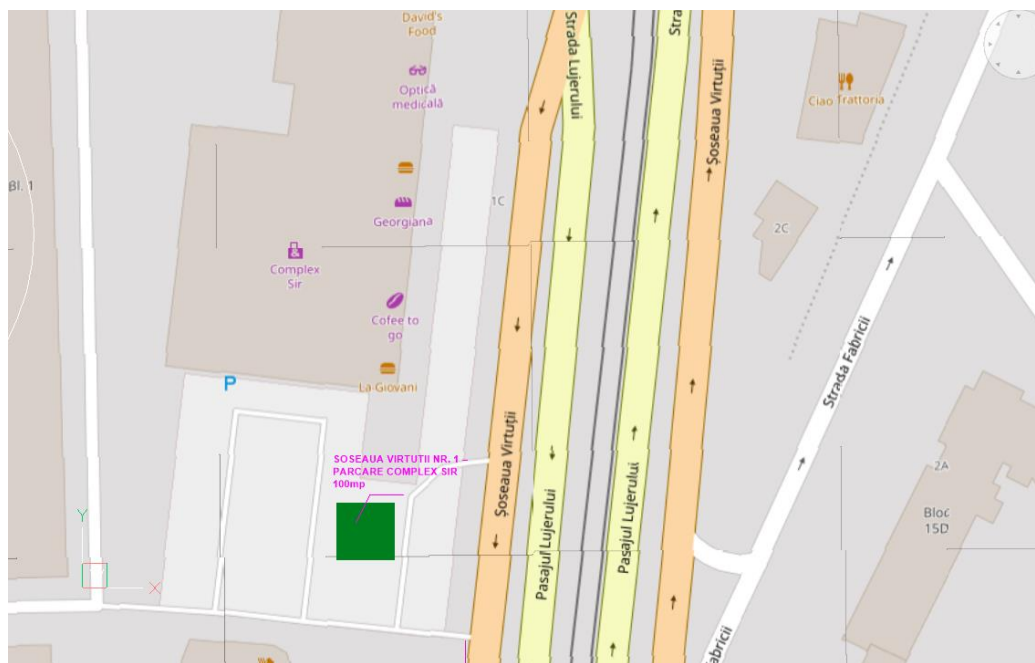 David's
Food
Optică
medicală
Georgiana
Complex
Sir
Cofee to
go
La Giovani
P
Bl. 1
1C
Strada Lujerului
Șoseaua Virtuții
Ciao Trattoria
2C
Strada Fabricii
2A
Bloc
15D
SOSEAUA VIRTUTII NR. 1 –
PARCARE COMPLEX SIR
100mp
Șoseaua Virtuții
Pasajul Lujerului
Pasajul Lujerului
Y
X